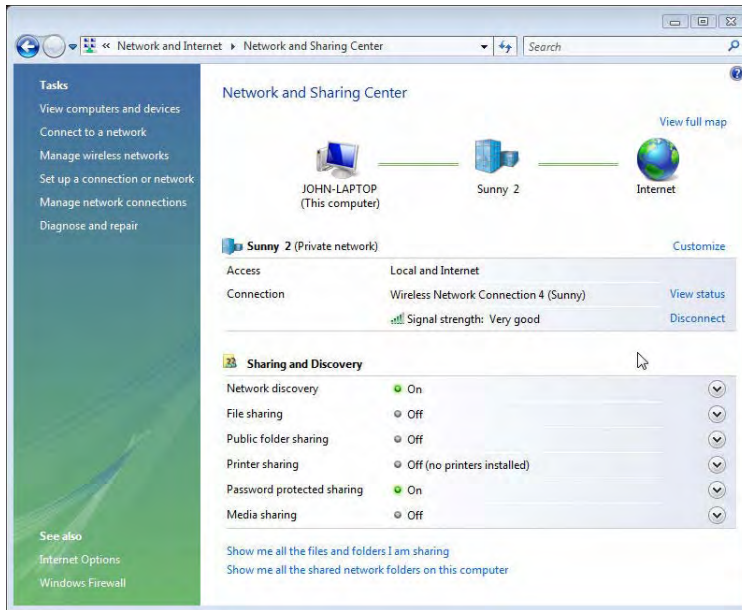 « Network and Internet ▸ Network and Sharing Center
Search
Tasks
View computers and devices
Connect to a network
Manage wireless networks
Set up a connection or network
Manage network connections
Diagnose and repair
See also
Internet Options
Windows Firewall
Network and Sharing Center
View full map
JOHN-LAPTOP
(This computer)
Sunny 2
Internet
Sunny 2 (Private network) Customize
Access Local and Internet
Connection Wireless Network Connection 4 (Sunny) View status
Signal strength: Very good Disconnect
Sharing and Discovery
Network discovery On
File sharing Off
Public folder sharing Off
Printer sharing Off (no printers installed)
Password protected sharing On
Media sharing Off
Show me all the files and folders I am sharing
Show me all the shared network folders on this computer